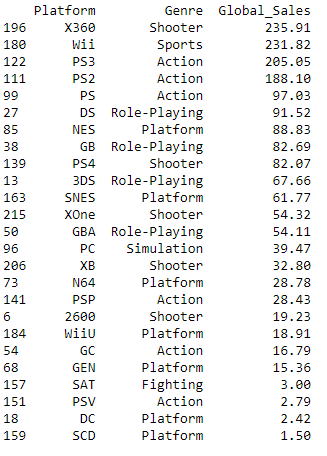 Platform Genre Global_Sales
196 X360 Shooter 235.91
180 Wii Sports 231.82
122 PS3 Action 205.05
111 PS2 Action 188.10
99 PS Action 97.03
27 DS Role-Playing 91.52
85 NES Platform 88.83
38 GB Role-Playing 82.69
139 PS4 Shooter 82.07
13 3DS Role-Playing 67.66
163 SNES Platform 61.77
215 XOne Shooter 54.32
50 GBA Role-Playing 54.11
96 PC Simulation 39.47
206 XB Shooter 32.80
73 N64 Platform 28.78
141 PSP Action 28.43
6 2600 Shooter 19.23
184 WiiU Platform 18.91
54 GC Action 16.79
68 GEN Platform 15.36
157 SAT Fighting 3.00
151 PSV Action 2.79
18 DC Platform 2.42
159 SCD Platform 1.50